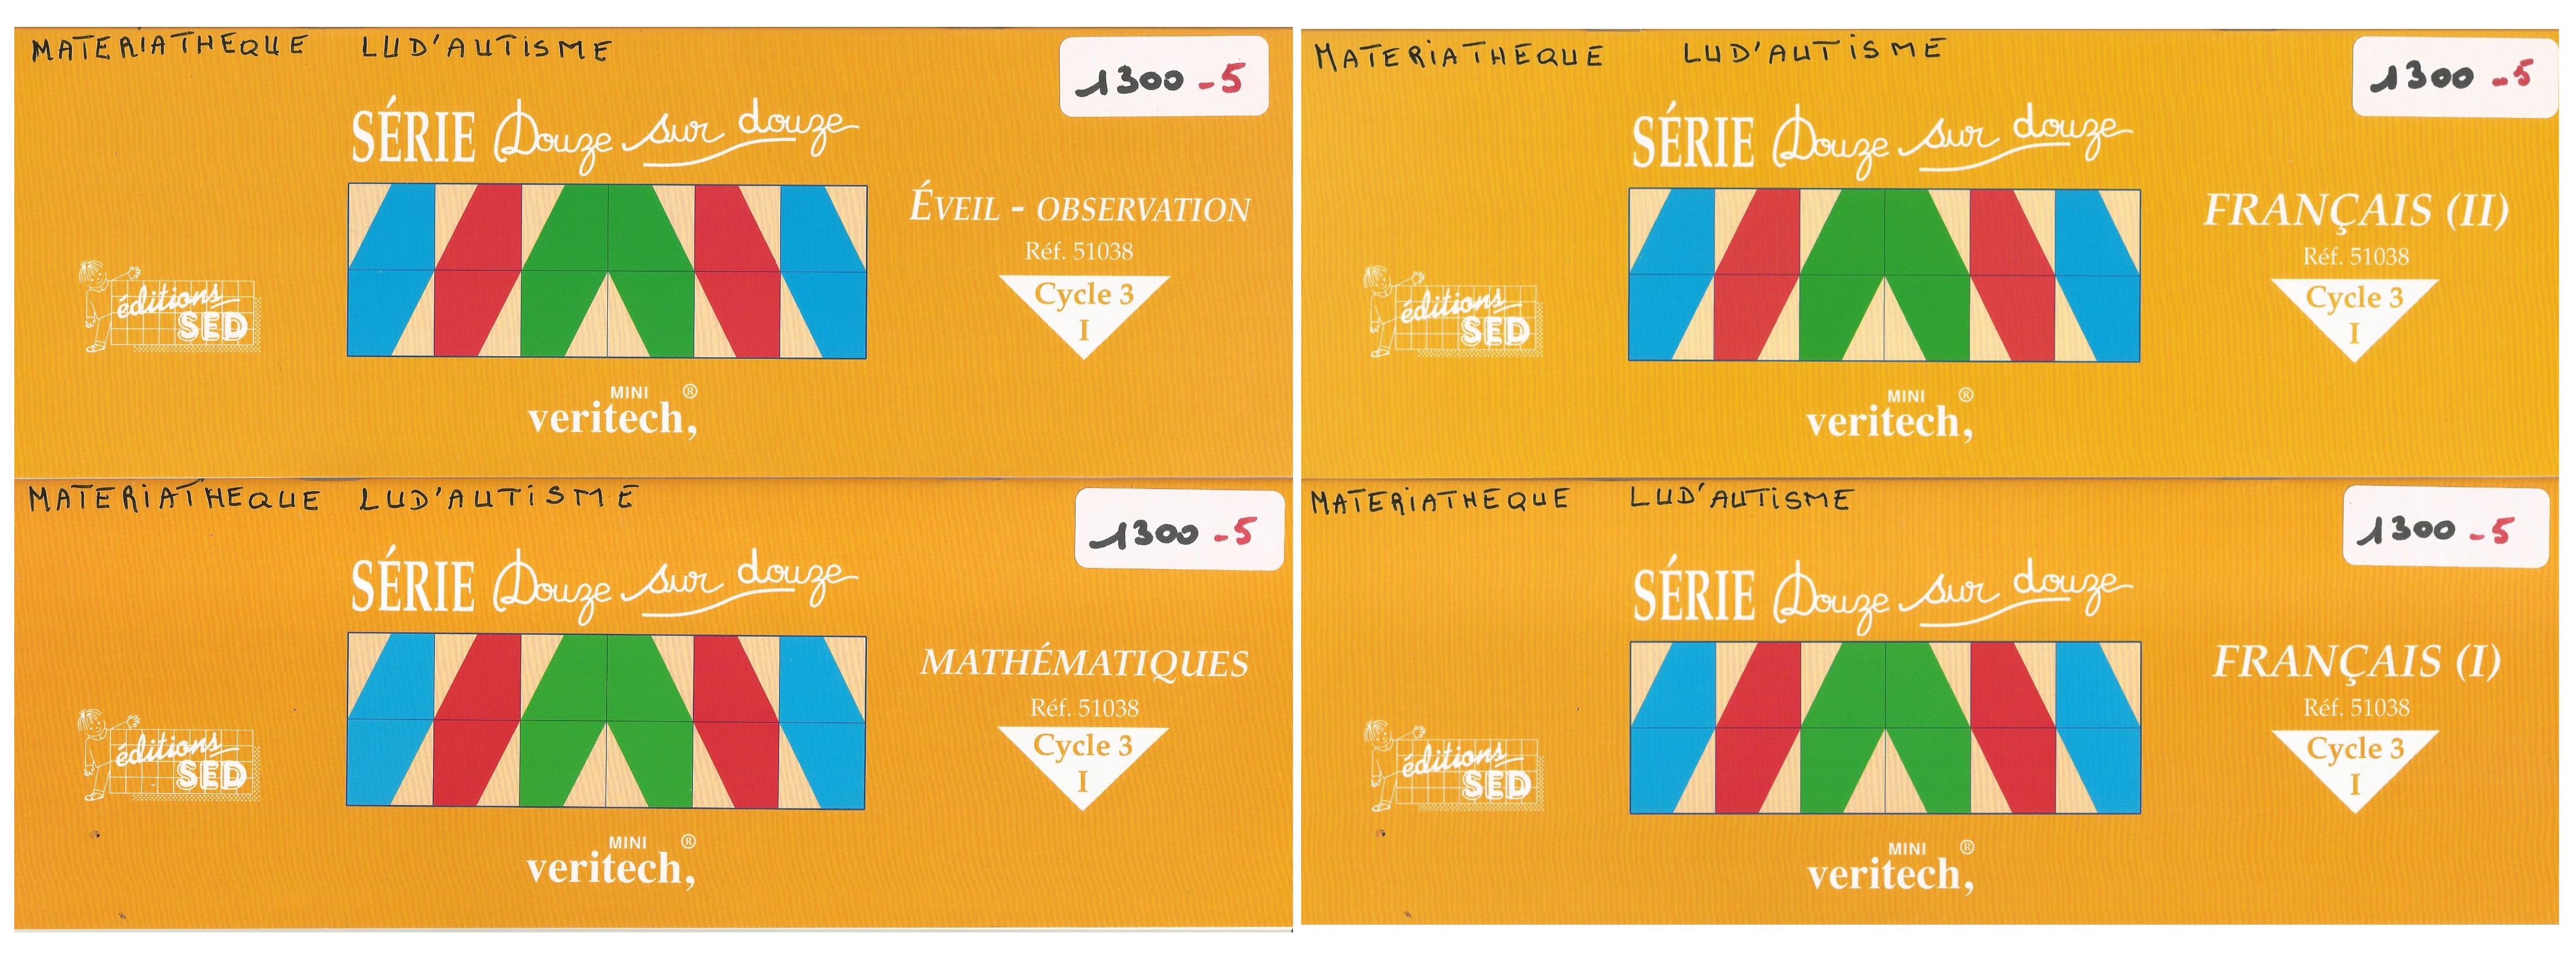 MATERIATHEQUE LUD'AUTISME
1300-5
SÉRIE Douze sur douze
ÉVEIL - OBSERVATION
Réf. 51038
Cycle 3
I
éditions
SED
MINI
veritech,®
MATERIATHEQUE LUD'AUTISME
1300-5
SÉRIE Douze sur douze
FRANÇAIS (II)
Réf. 51038
Cycle 3
I
éditions
SED
MINI
veritech,®
MATERIATHEQUE LUD'AUTISME
1300-5
SÉRIE Douze sur douze
MATHÉMATIQUES
Réf. 51038
Cycle 3
I
éditions
SED
MINI
veritech,®
MATERIATHEQUE LUD'AUTISME
1300-5
SÉRIE Douze sur douze
FRANÇAIS (I)
Réf. 51038
Cycle 3
I
éditions
SED
MINI
veritech,®